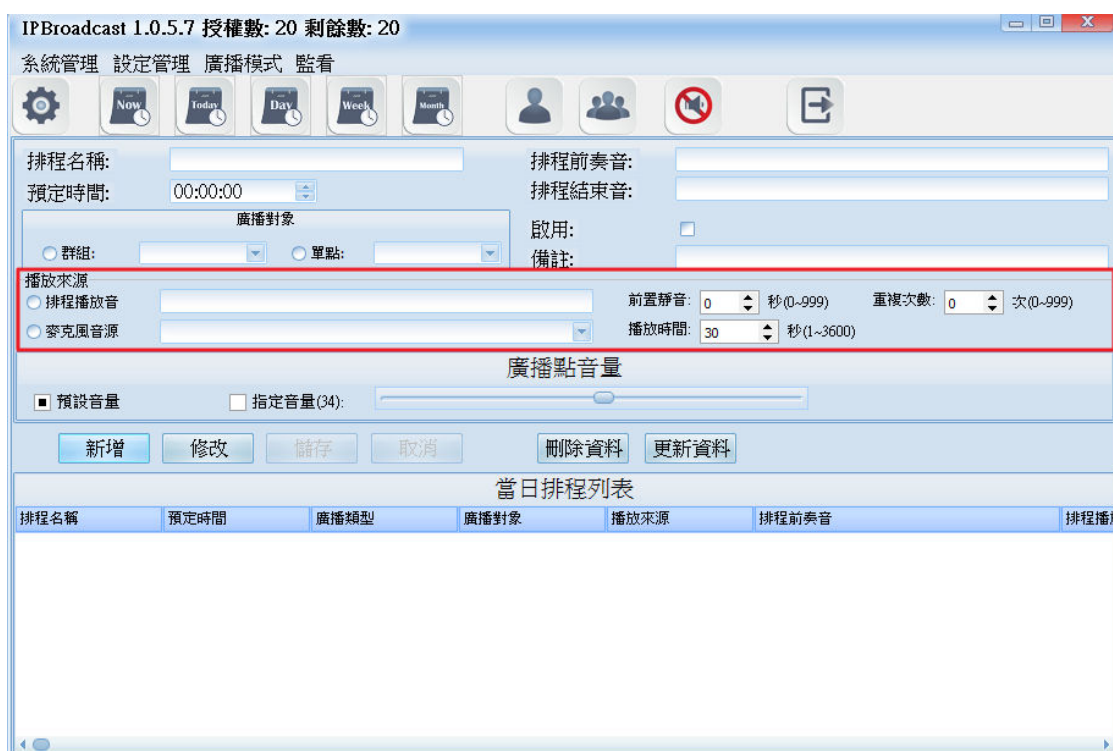 IPBroadcast 1.0.5.7 授權數: 20 剩餘數: 20
系統管理 設定管理 廣播模式 監看
Now Today Day Week Month
排程名稱: 排程前奏音:
預定時間: 00:00:00 排程結束音:
廣播對象
啟用:
群組: 單點: 備註:
播放來源
排程播放音 前置靜音: 0 秒(0~999) 重複次數: 0 次(0~999)
麥克風音源 播放時間: 30 秒(1~3600)
廣播點音量
預設音量 指定音量(34):
新增 修改 儲存 取消 刪除資料 更新資料
當日排程列表
排程名稱 預定時間 廣播類型 廣播對象 播放來源 排程前奏音 排程播